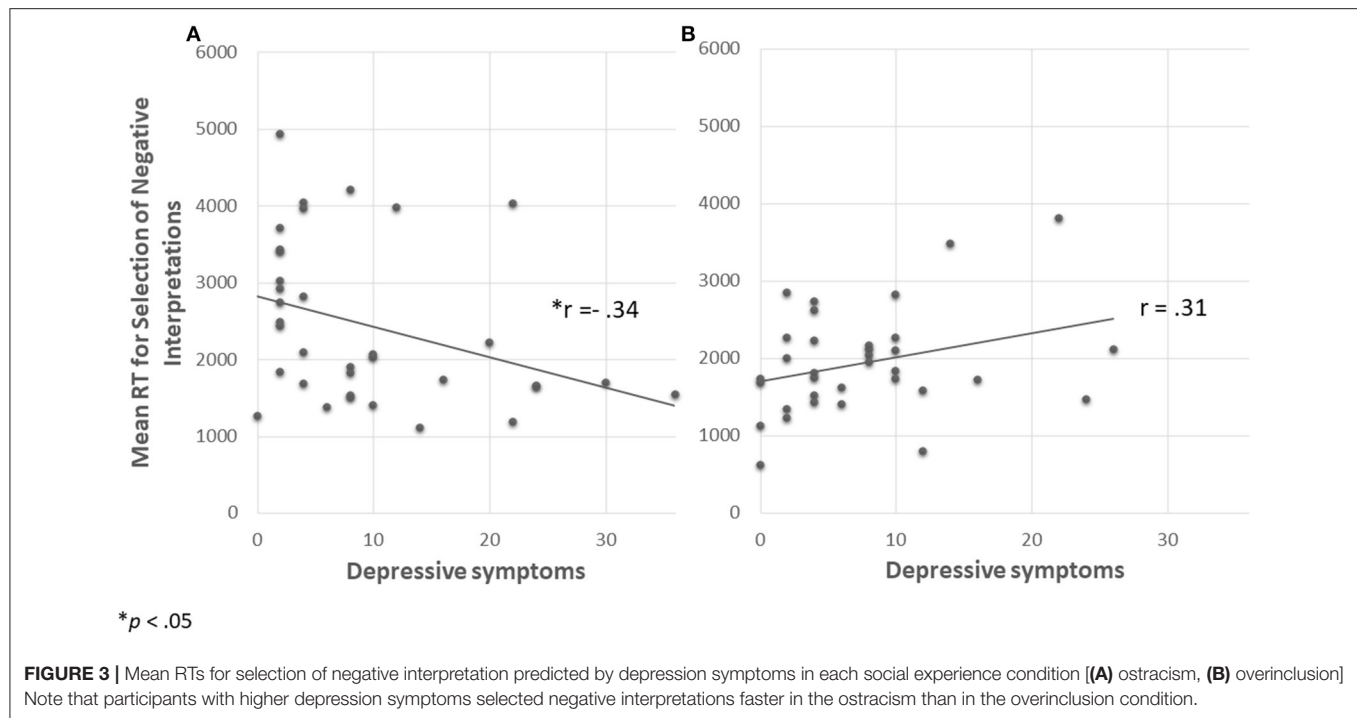 A
B
6000
5000
4000
3000
2000
1000
0
Mean RT for Selection of Negative
Interpretations
*r =- .34
0 10 20 30
Depressive symptoms
6000
5000
4000
3000
2000
1000
0
r = .31
0 10 20 30
Depressive symptoms
*p < .05
FIGURE 3 | Mean RTs for selection of negative interpretation predicted by depression symptoms in each social experience condition [(A) ostracism, (B) overinclusion]
Note that participants with higher depression symptoms selected negative interpretations faster in the ostracism than in the overinclusion condition.